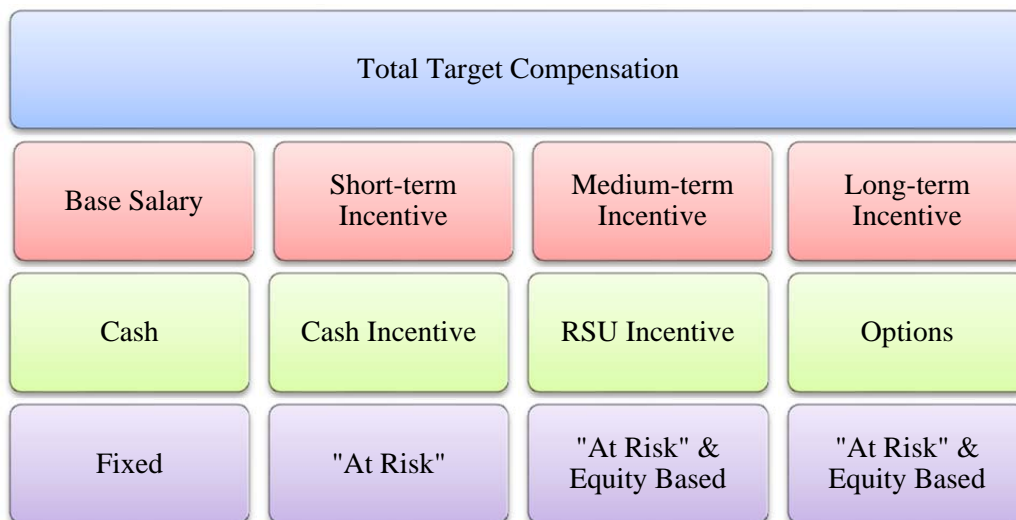 Total Target Compensation
Base Salary
Short-term
Incentive
Medium-term
Incentive
Long-term
Incentive
Cash
Cash Incentive
RSU Incentive
Options
Fixed
"At Risk"
"At Risk" &
Equity Based
"At Risk" &
Equity Based